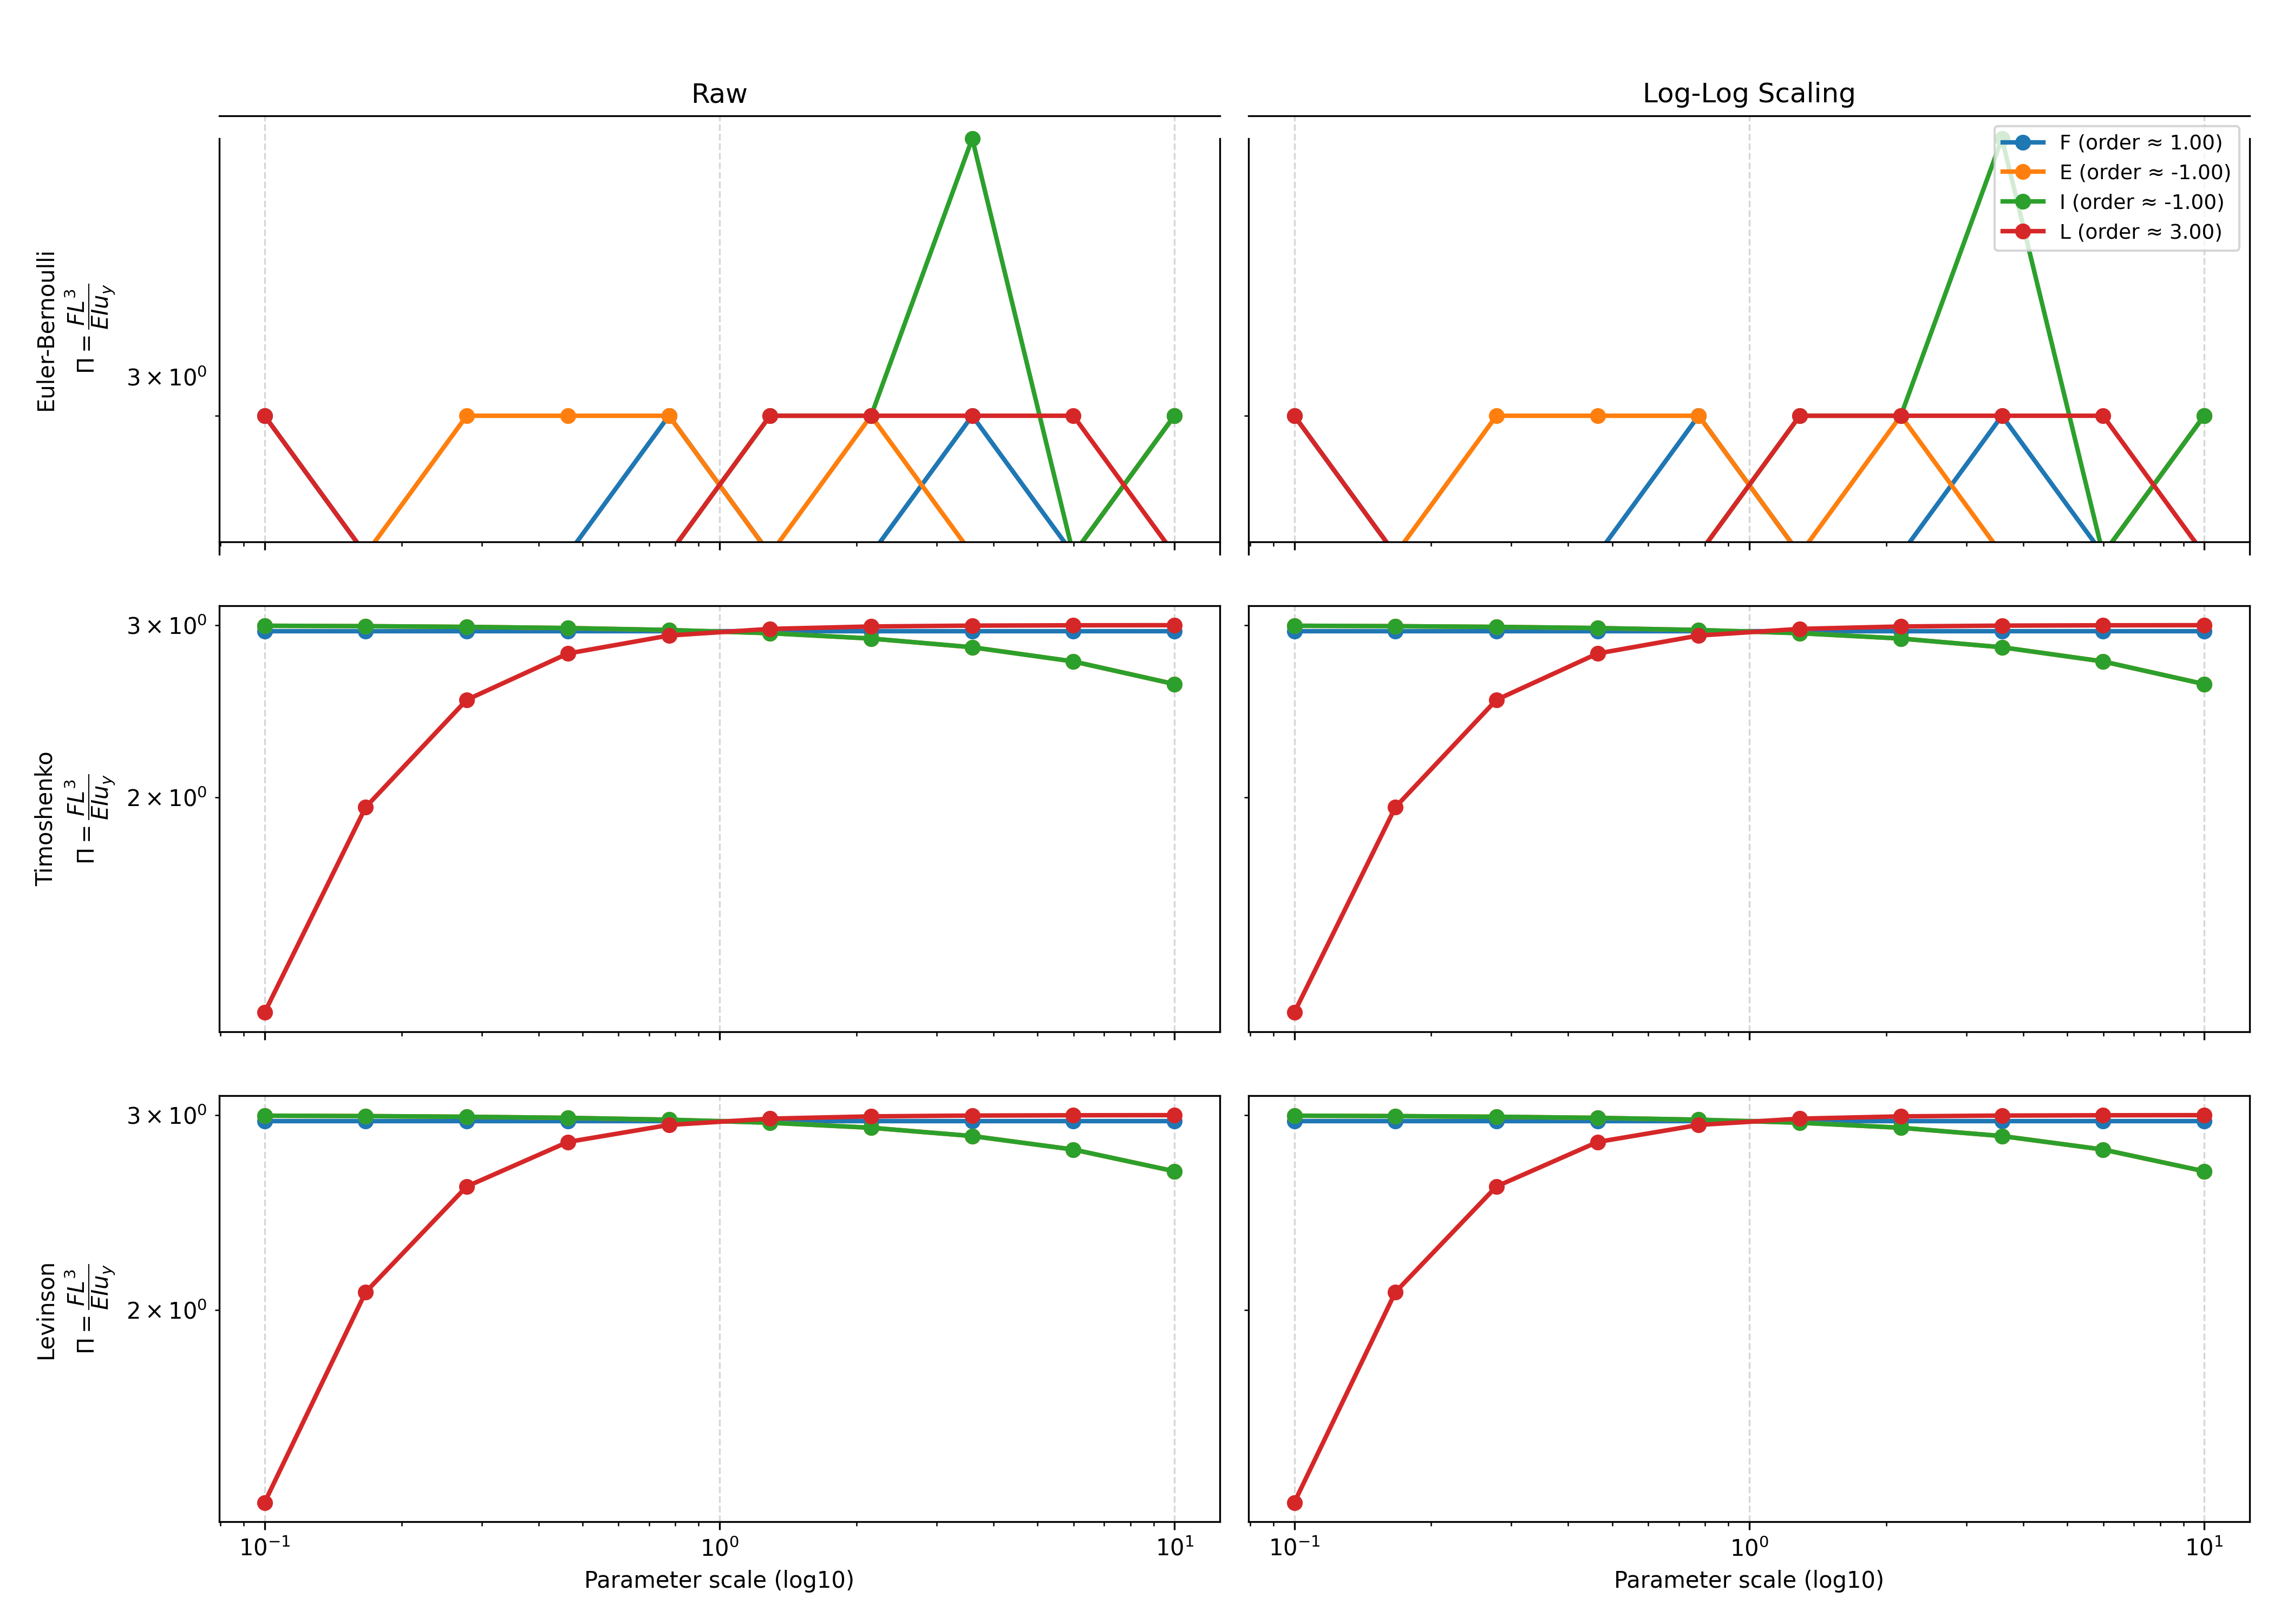 Raw
Log-Log Scaling
F (order ≈ 1.00)
E (order ≈ -1.00)
I (order ≈ -1.00)
L (order ≈ 3.00)
Euler-Bernoulli
Π = FL³/EIu_y
3 × 10⁰
Timoshenko
Π = FL³/EIu_y
3 × 10⁰
2 × 10⁰
Levinson
Π = FL³/EIu_y
3 × 10⁰
2 × 10⁰
10⁻¹ 10⁰ 10¹
10⁻¹ 10⁰ 10¹
Parameter scale (log10)
Parameter scale (log10)